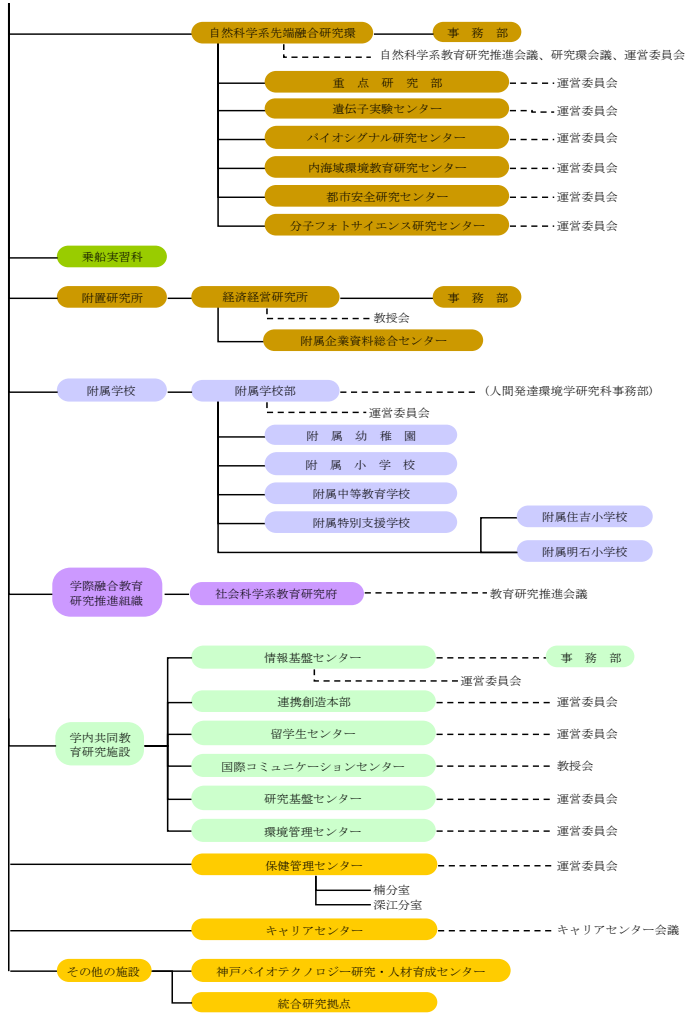 自然科学系先端融合研究環
事　務　部
自然科学系教育研究推進会議、研究環会議、運営委員会
重　点　研　究　部
運営委員会
遺伝子実験センター
運営委員会
バイオシグナル研究センター
運営委員会
内海域環境教育研究センター
運営委員会
都市安全研究センター
運営委員会
分子フォトサイエンス研究センター
運営委員会
乗船実習科
附置研究所
経済経営研究所
事　務　部
教授会
附属企業資料総合センター
附属学校
附属学校部
(人間発達環境学研究科事務部)
運営委員会
附　属　幼　稚　園
附　属　小　学　校
附属中等教育学校
附属特別支援学校
附属住吉小学校
附属明石小学校
学際融合教育
研究推進組織
社会科学系教育研究府
教育研究推進会議
情報基盤センター
事　務　部
運営委員会
連携創造本部
運営委員会
学内共同教
育研究施設
留学生センター
運営委員会
国際コミュニケーションセンター
教授会
研究基盤センター
運営委員会
環境管理センター
運営委員会
保健管理センター
運営委員会
楠分室
深江分室
キャリアセンター
キャリアセンター会議
その他の施設
神戸バイオテクノロジー研究・人材育成センター
統合研究拠点